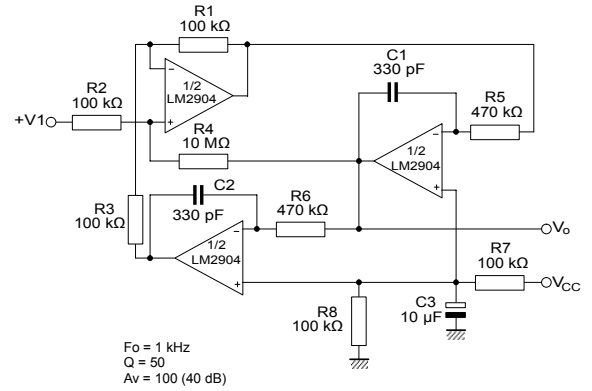 R1
100 kΩ
C1
330 pF
R2
100 kΩ
1/2
LM2904
R5
470 kΩ
+V1
R4
10 MΩ
1/2
LM2904
C2
330 pF
R6
470 kΩ
R3
100 kΩ
1/2
LM2904
Vo
R7
100 kΩ
VCC
R8
100 kΩ
C3
10 µF
Fo = 1 kHz
Q = 50
Av = 100 (40 dB)